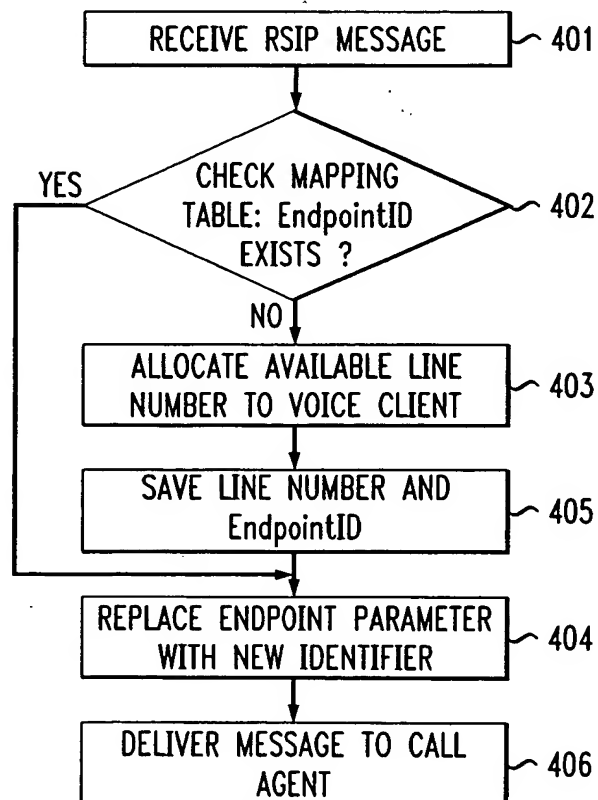 RECEIVE RSIP MESSAGE
401
CHECK MAPPING
TABLE: EndpointID
EXISTS ?
402
YES
NO
ALLOCATE AVAILABLE LINE
NUMBER TO VOICE CLIENT
403
SAVE LINE NUMBER AND
EndpointID
405
REPLACE ENDPOINT PARAMETER
WITH NEW IDENTIFIER
404
DELIVER MESSAGE TO CALL
AGENT
406